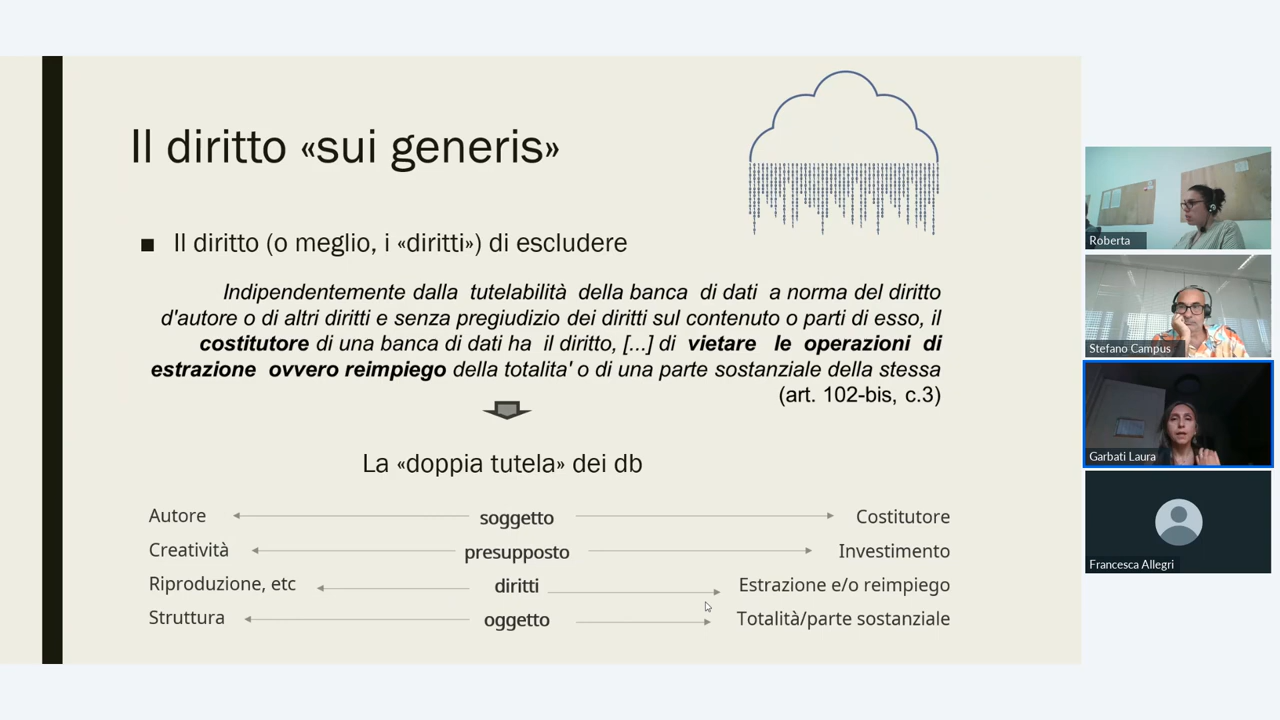 Il diritto «sui generis»
■ Il diritto (o meglio, i «diritti») di escludere
Indipendentemente dalla tutelabilità della banca di dati a norma del diritto
d'autore o di altri diritti e senza pregiudizio dei diritti sul contenuto o parti di esso, il
costitutore di una banca di dati ha il diritto, [...] di vietare le operazioni di
estrazione ovvero reimpiego della totalita' o di una parte sostanziale della stessa
(art. 102-bis, c.3)
La «doppia tutela» dei db
Autore soggetto Costitutore
Creatività presupposto Investimento
Riproduzione, etc diritti Estrazione e/o reimpiego
Struttura oggetto Totalità/parte sostanziale
Roberta
Stefano Campus
Garbati Laura
Francesca Allegri